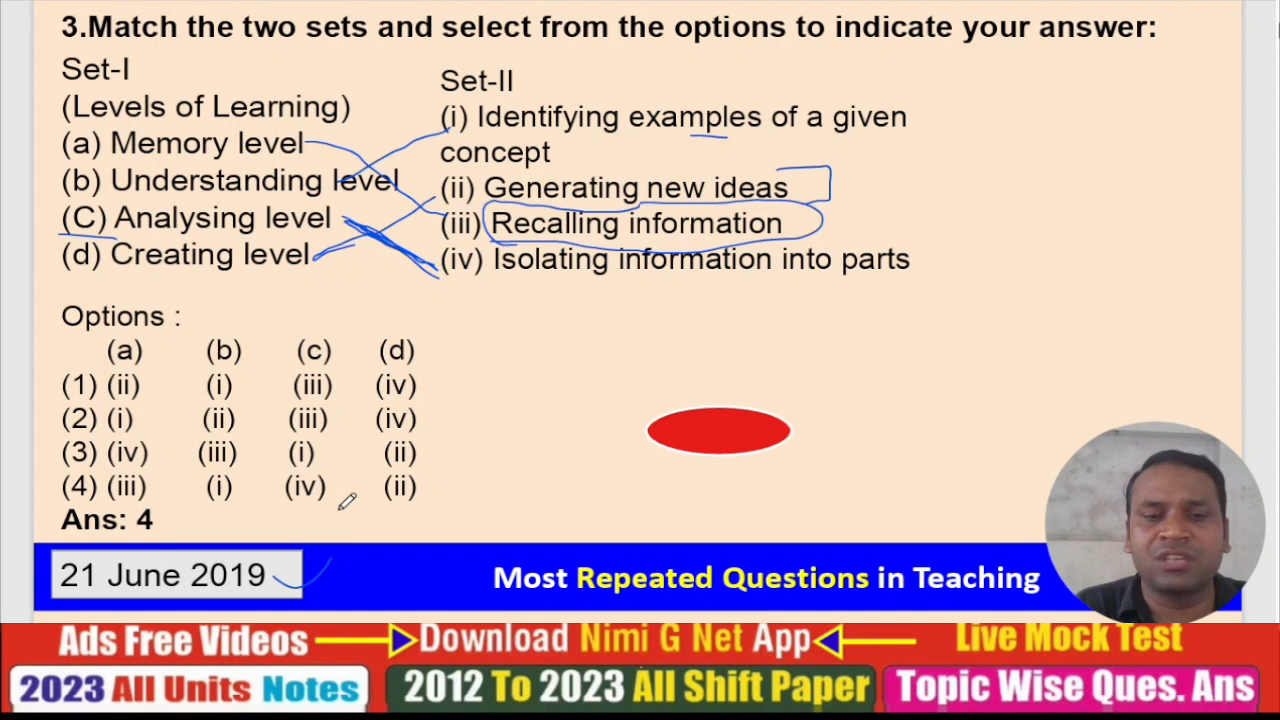 3.Match the two sets and select from the options to indicate your answer:
Set-I
(Levels of Learning)
(a) Memory level
(b) Understanding level
(C) Analysing level
(d) Creating level
Set-II
(i) Identifying examples of a given
concept
(ii) Generating new ideas
(iii) Recalling information
(iv) Isolating information into parts
Options :
(a) (b) (c) (d)
(1) (ii) (i) (iii) (iv)
(2) (i) (ii) (iii) (iv)
(3) (iv) (iii) (i) (ii)
(4) (iii) (i) (iv) (ii)
Ans: 4
21 June 2019
Most Repeated Questions in Teaching
Ads Free Videos Download Nimi G Net App Live Mock Test
2023 All Units Notes 2012 To 2023 All Shift Paper Topic Wise Ques. Ans